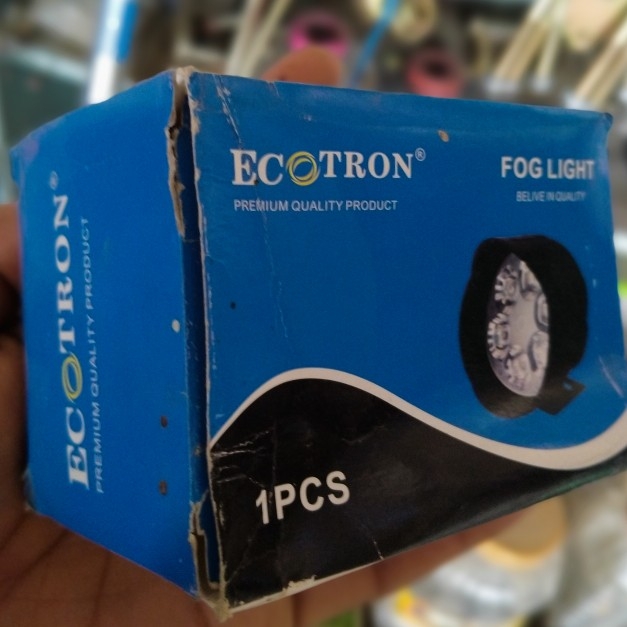 ECOTRON®
PREMIUM QUALITY PRODUCT
FOG LIGHT
BELIVE IN QUALITY
1PCS
ECOTRON®
PREMIUM QUALITY PRODUCT